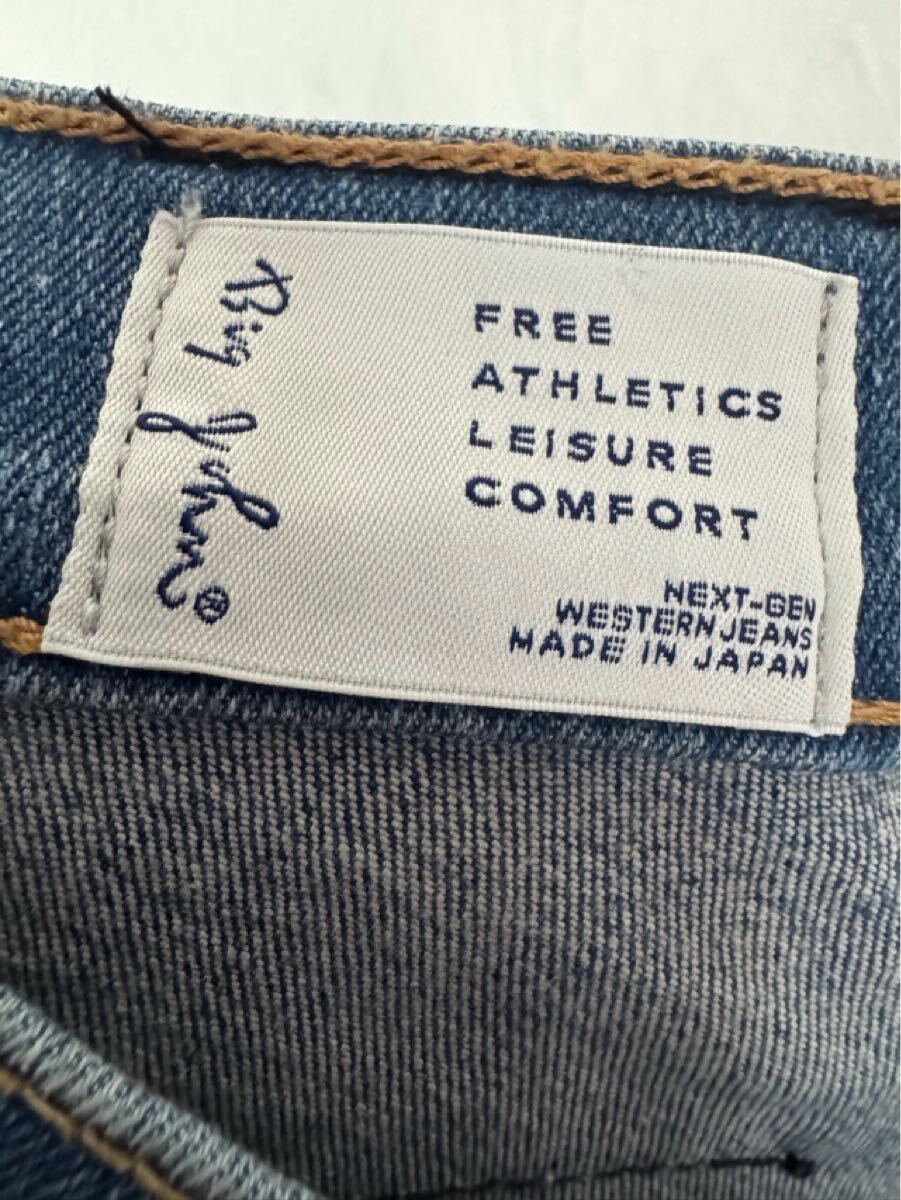 Big John®
FREE
ATHLETICS
LEISURE
COMFORT
NEXT-GEN
WESTERN JEANS
MADE IN JAPAN